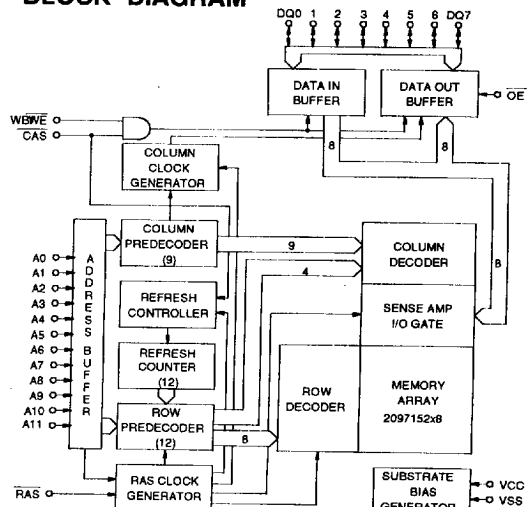 BLOCK DIAGRAM
DQ0 1 2 3 4 5 6 DQ7
DATA IN
BUFFER
DATA OUT
BUFFER
OE
WB/WE
CAS
8
8
8
COLUMN
CLOCK
GENERATOR
COLUMN
PREDECODER
(9)
9
4
COLUMN
DECODER
A0
A1
A2
A3
A4
A5
A6
A7
A8
A9
A10
A11
ADDRESS BUFFER
REFRESH
CONTROLLER
SENSE AMP
I/O GATE
REFRESH
COUNTER
(12)
ROW
PREDECODER
(12)
8
ROW
DECODER
MEMORY
ARRAY
2097152x8
RAS
RAS CLOCK
GENERATOR
SUBSTRATE
BIAS
GENERATOR
VCC
VSS